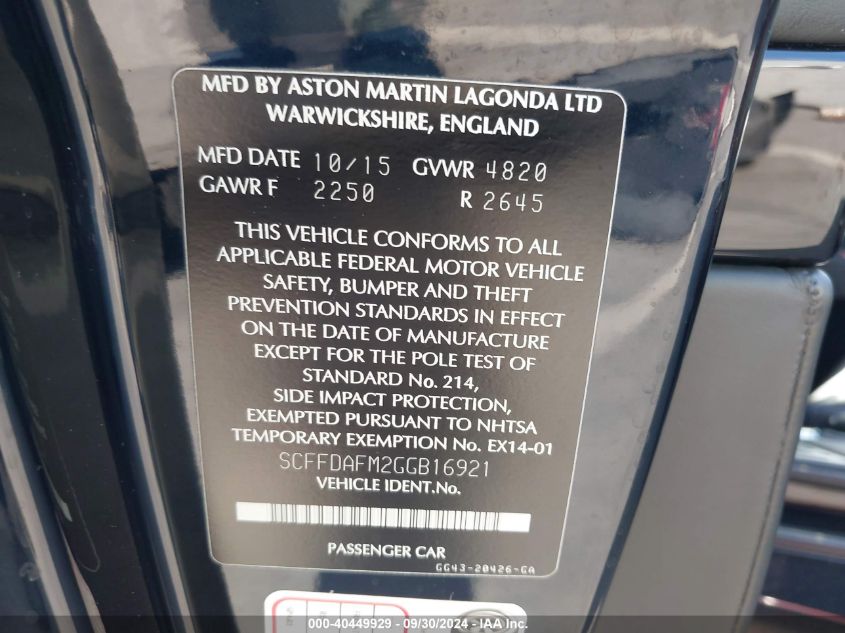 MFD BY ASTON MARTIN LAGONDA LTD
WARWICKSHIRE, ENGLAND
MFD DATE 10/15 GVWR 4820
GAWR F 2250 R 2645
THIS VEHICLE CONFORMS TO ALL
APPLICABLE FEDERAL MOTOR VEHICLE
SAFETY, BUMPER AND THEFT
PREVENTION STANDARDS IN EFFECT
ON THE DATE OF MANUFACTURE
EXCEPT FOR THE POLE TEST OF
STANDARD No. 214,
SIDE IMPACT PROTECTION,
EXEMPTED PURSUANT TO NHTSA
TEMPORARY EXEMPTION No. EX14-01
SCFFDAFM2GGB16921
VEHICLE IDENT.No.
PASSENGER CAR
GG43-20426-GA
000-40449929 - 09/30/2024 - IAA Inc.